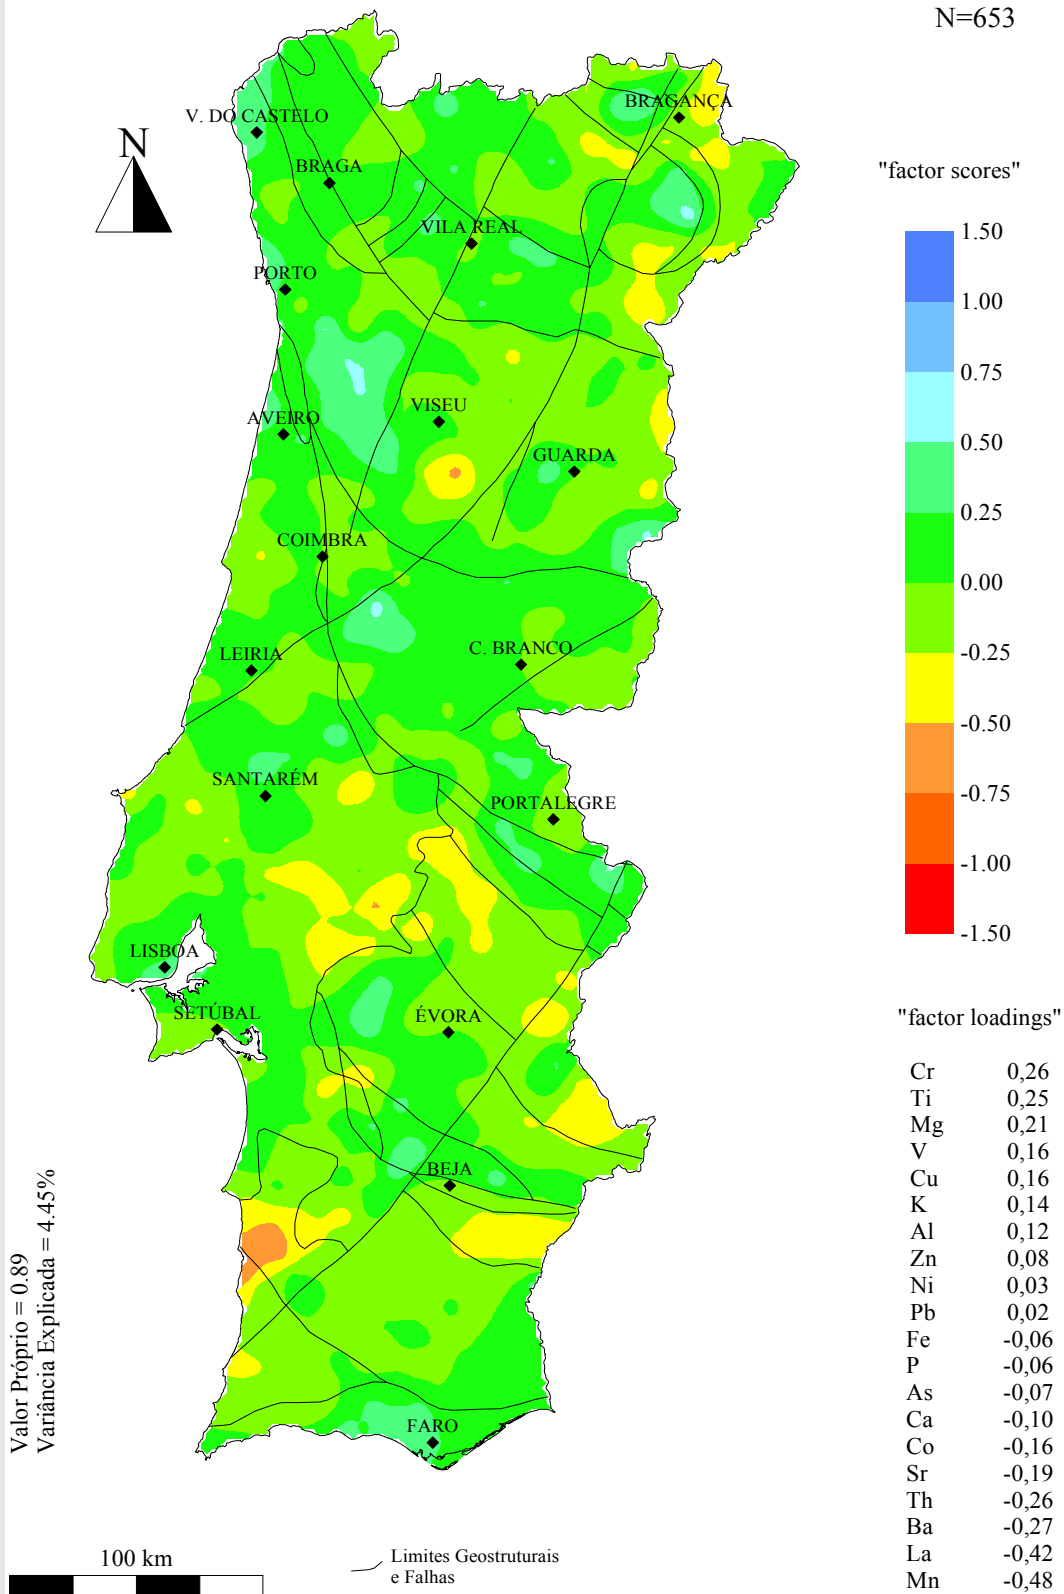 N=653
N
V. DO CASTELO
BRAGANÇA
BRAGA
VILA REAL
PORTO
AVEIRO
VISEU
GUARDA
COIMBRA
LEIRIA
C. BRANCO
SANTARÉM
PORTALEGRE
LISBOA
SETÚBAL
ÉVORA
BEJA
FARO
"factor scores"
1.50
1.00
0.75
0.50
0.25
0.00
-0.25
-0.50
-0.75
-1.00
-1.50
"factor loadings"
Cr 0,26
Ti 0,25
Mg 0,21
V 0,16
Cu 0,16
K 0,14
Al 0,12
Zn 0,08
Ni 0,03
Pb 0,02
Fe -0,06
P -0,06
As -0,07
Ca -0,10
Co -0,16
Sr -0,19
Th -0,26
Ba -0,27
La -0,42
Mn -0,48
Valor Próprio = 0.89
Variância Explicada = 4.45%
100 km
Limites Geostruturais
e Falhas